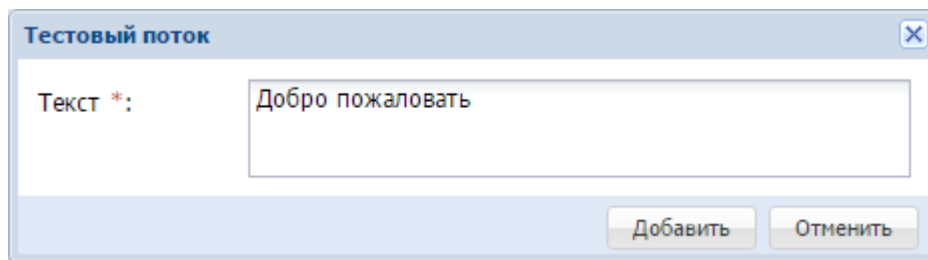 Тестовый поток
Текст *:
Добро пожаловать
Добавить
Отменить